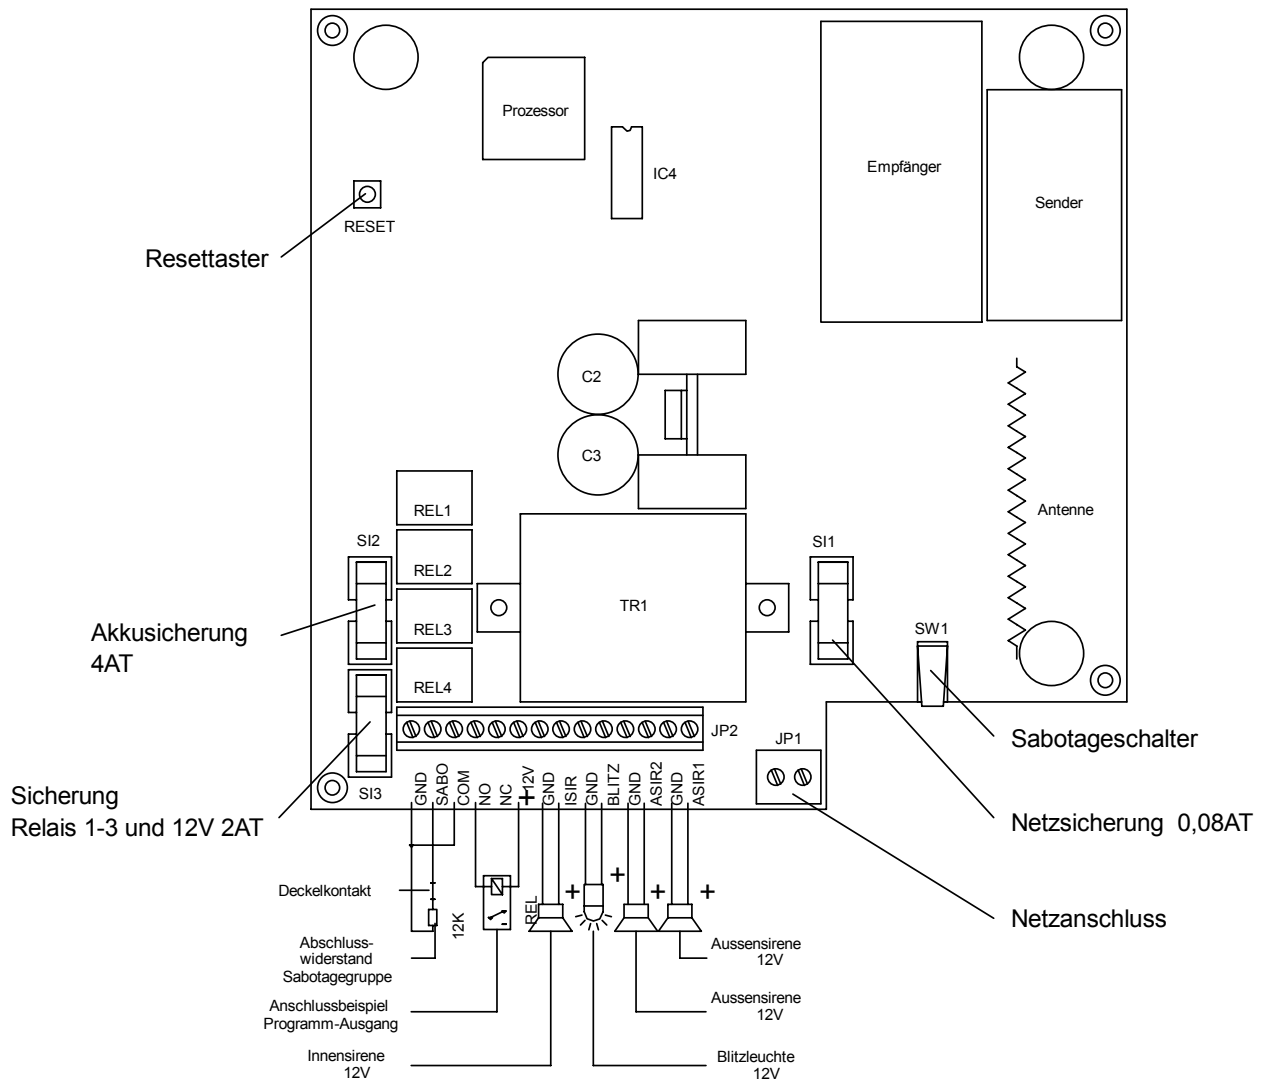 Prozessor
IC4
Empfänger
Sender
RESET
Resettaster
C2
C3
Antenne
REL1
SI2
SI1
REL2
TR1
REL3
SW1
Akkusicherung
4AT
REL4
JP2
JP1
Sabotageschalter
SI3
GND
SABO
COM
NO
NC
+12V
GND
ISIR
GND
BLITZ
GND
ASIR2
GND
ASIR1
Sicherung
Relais 1-3 und 12V 2AT
Netzsicherung 0,08AT
Deckelkontakt
+
+
+
+
12K
REL
Netzanschluss
Abschluss-
widerstand
Sabotagegruppe
Aussensirene
12V
Anschlussbeispiel
Programm-Ausgang
Aussensirene
12V
Innensirene
12V
Blitzleuchte
12V